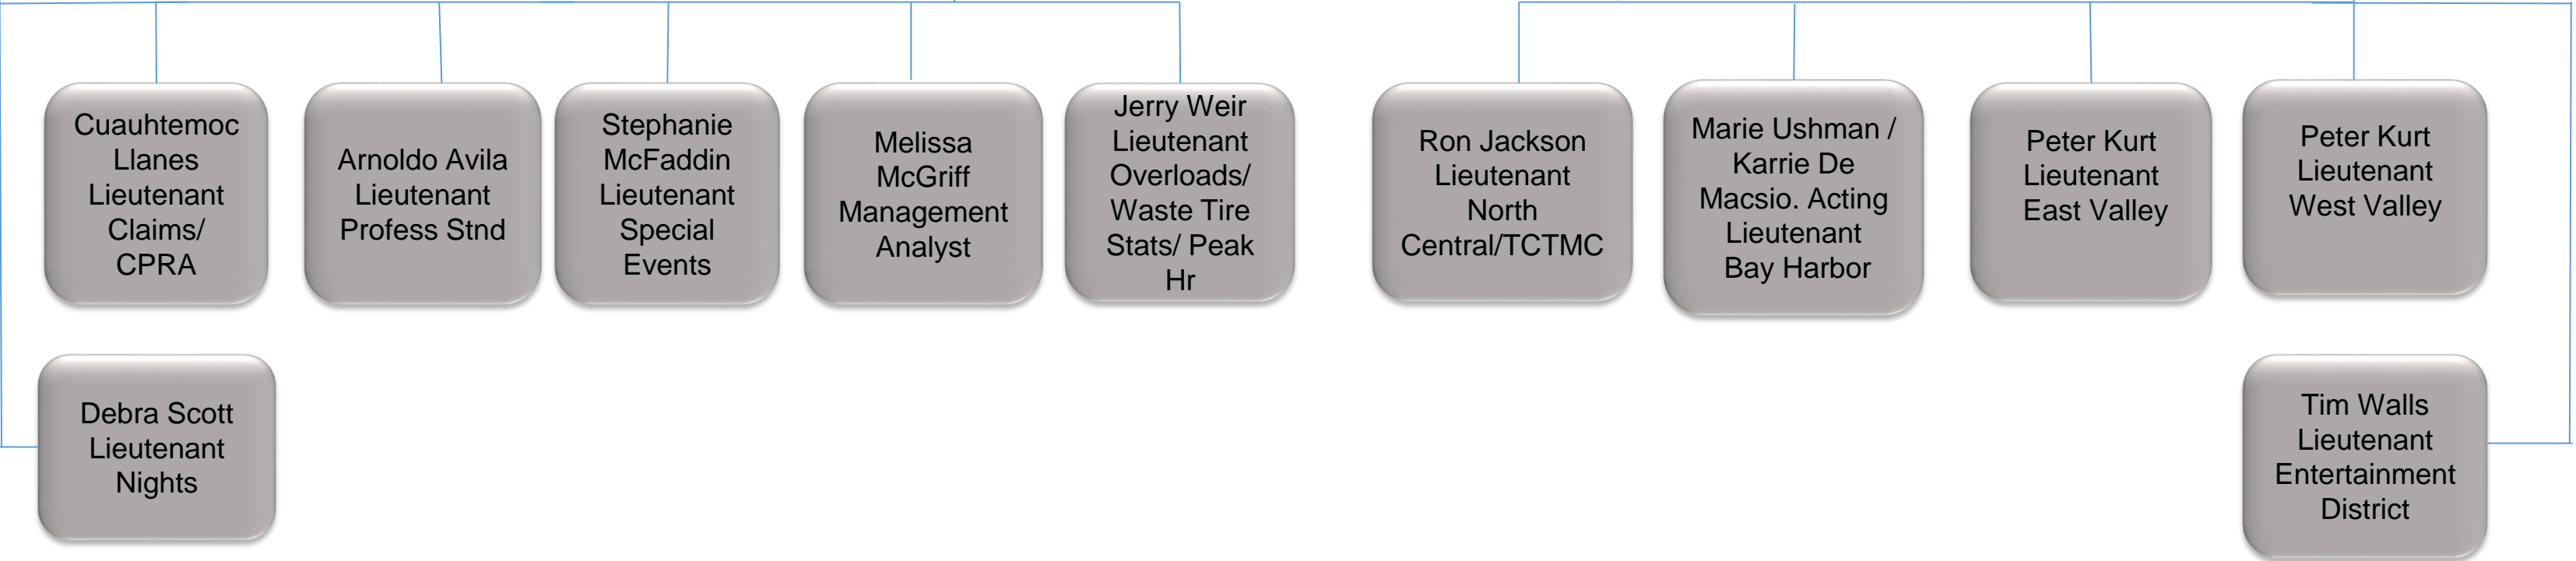 Cuauhtemoc
Llanes
Lieutenant
Claims/
CPRA
Arnoldo Avila
Lieutenant
Profess Stnd
Stephanie
McFaddin
Lieutenant
Special
Events
Melissa
McGriff
Management
Analyst
Jerry Weir
Lieutenant
Overloads/
Waste Tire
Stats/ Peak
Hr
Ron Jackson
Lieutenant
North
Central/TCTMC
Marie Ushman /
Karrie De
Macsio. Acting
Lieutenant
Bay Harbor
Peter Kurt
Lieutenant
East Valley
Peter Kurt
Lieutenant
West Valley
Debra Scott
Lieutenant
Nights
Tim Walls
Lieutenant
Entertainment
District